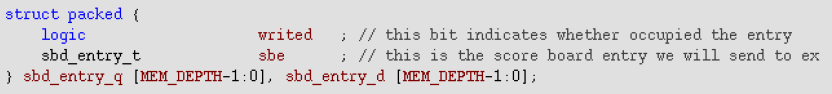 struct packed {
logic writed ; // this bit indicates whether occupied the entry
sbd_entry_t sbe ; // this is the score board entry we will send to ex
} sbd_entry_q [MEM_DEPTH-1:0], sbd_entry_d [MEM_DEPTH-1:0];